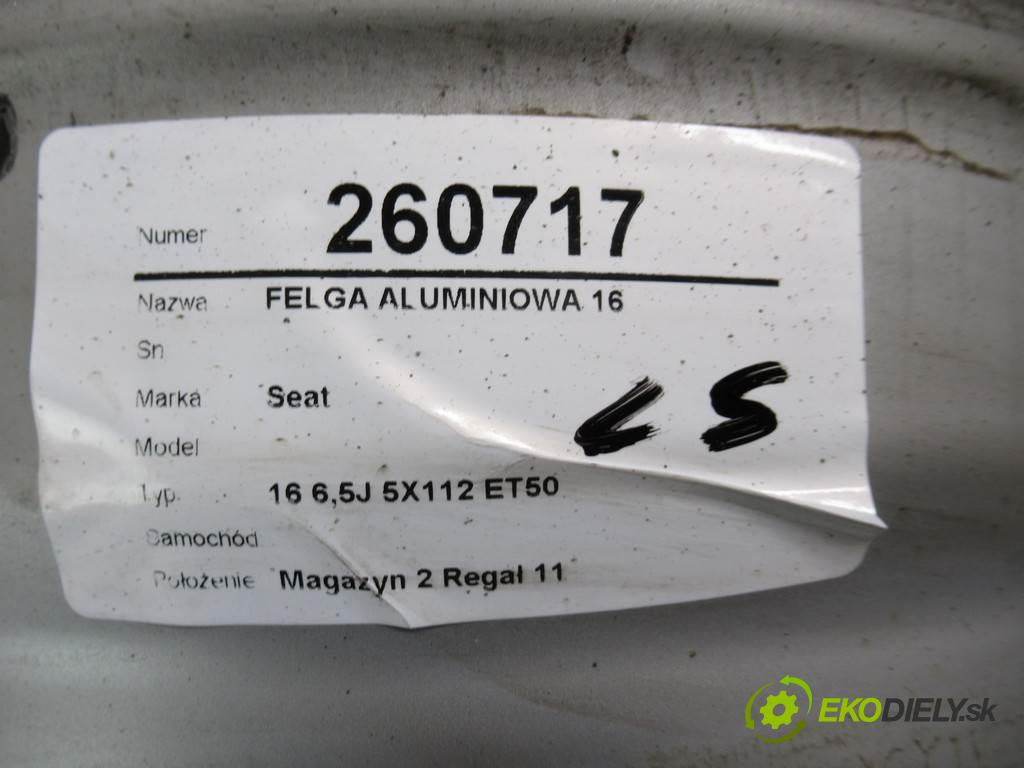 Numer 260717
Nazwa FELGA ALUMINIOWA 16
Sn
Marka Seat
Model
Typ. 16 6,5J 5X112 ET50
Samochód
Położenie Magazyn 2 Regał 11
EKODIELY.sk